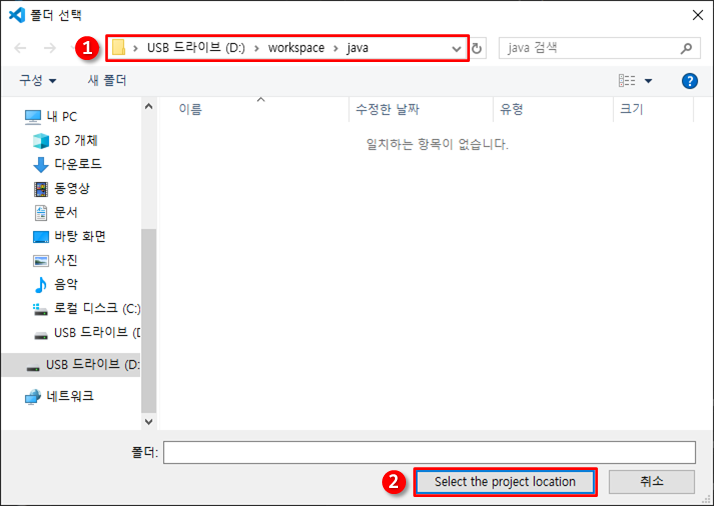 폴더 선택
1
USB 드라이브 (D:) workspace java
java 검색
구성 새 폴더
?
이름 수정한 날짜 유형 크기
일치하는 항목이 없습니다.
내 PC
3D 개체
다운로드
동영상
문서
바탕 화면
사진
음악
로컬 디스크 (C:)
USB 드라이브 (D
USB 드라이브 (D:
네트워크
폴더:
2
Select the project location
취소